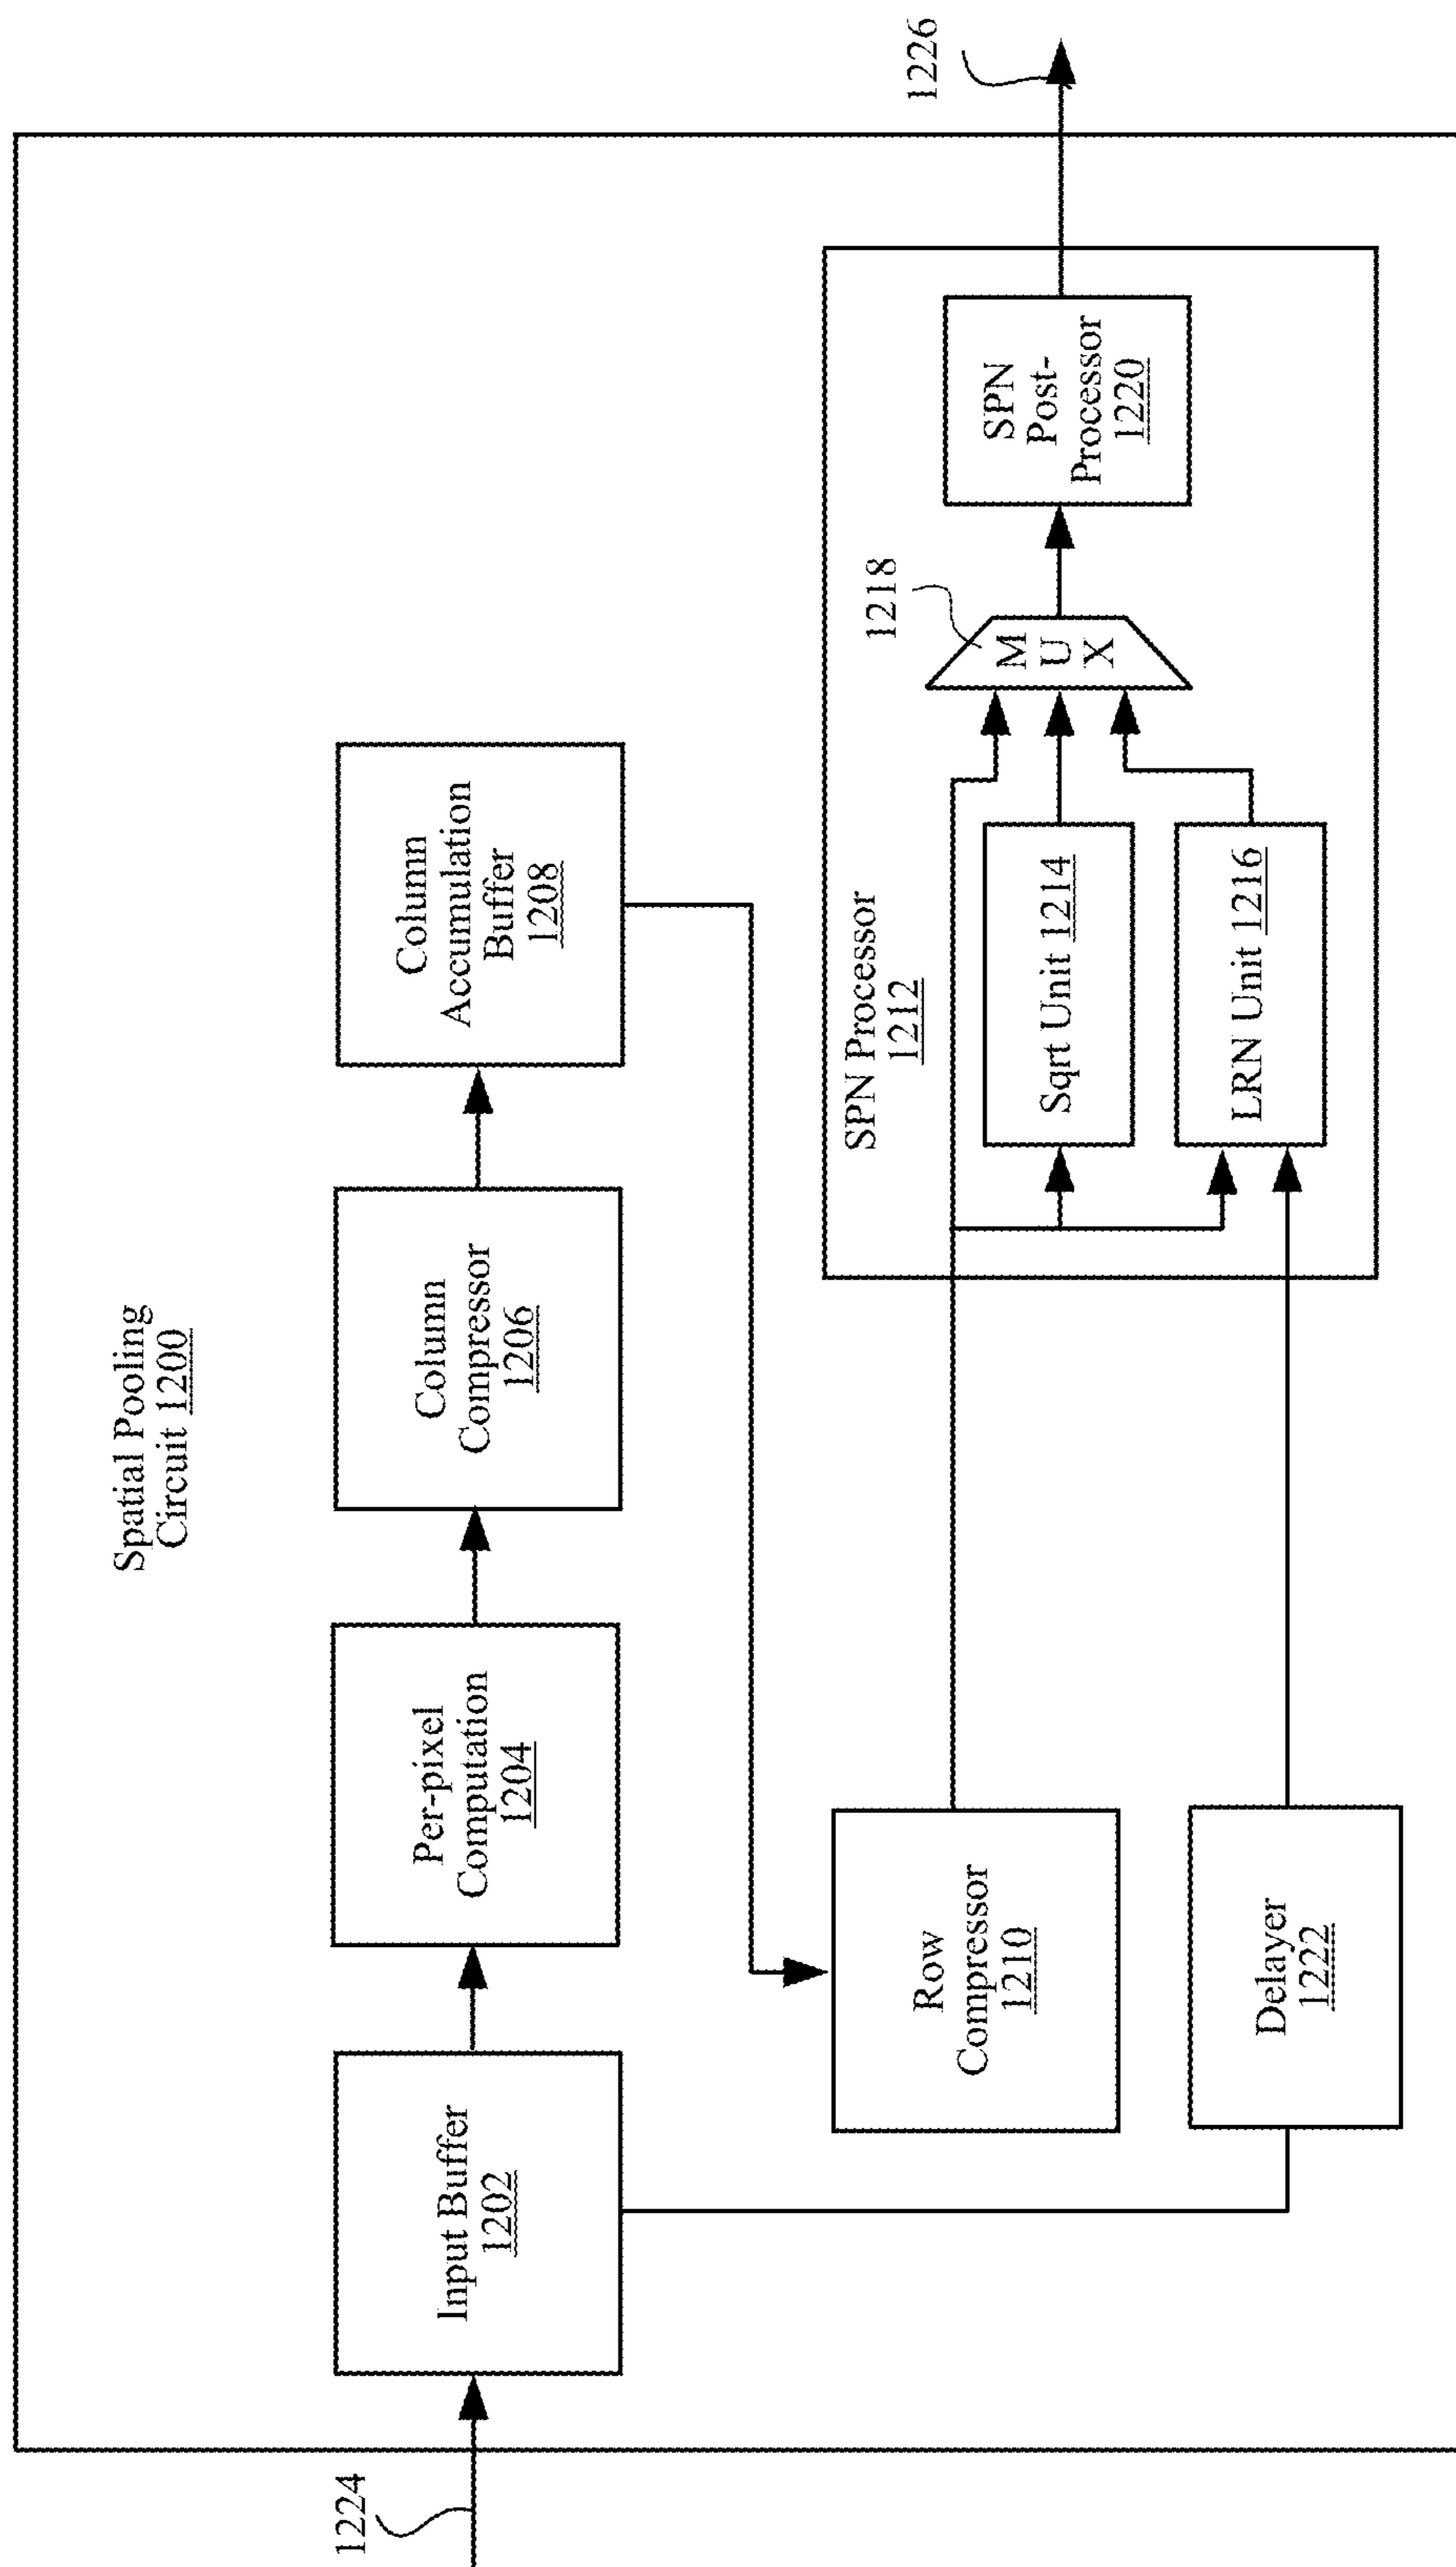 Spatial Pooling
Circuit 1200
1224
Input Buffer
1202
Per-pixel
Computation
1204
Column
Compressor
1206
Column
Accumulation
Buffer
1208
Row
Compressor
1210
Delayer
1222
SPN Processor
1212
Sqrt Unit 1214
LRN Unit 1216
1218
M
U
X
SPN
Post-
Processor
1220
1226